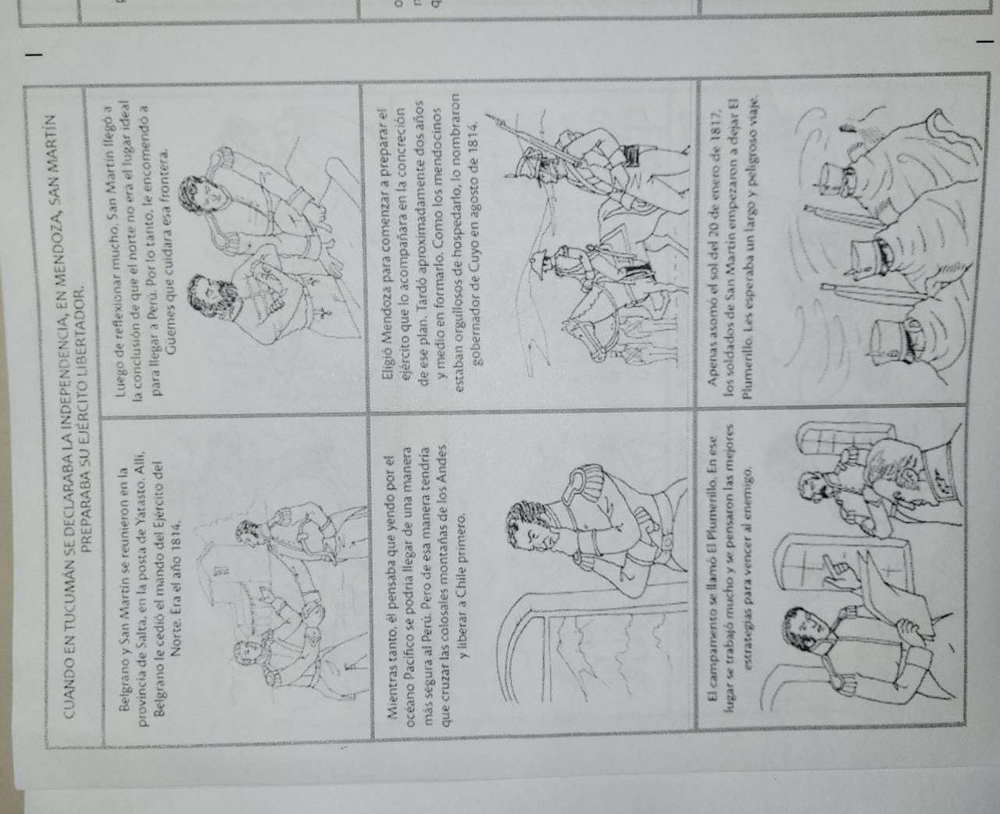 CUANDO EN TUCUMÁN SE DECLARABA LA INDEPENDENCIA, EN MENDOZA, SAN MARTÍN
PREPARABA SU EJÉRCITO LIBERTADOR.
Belgrano y San Martín se reunieron en la
provincia de Salta, en la posta de Yatasto. Allí,
Belgrano le cedió el mando del Ejército del
Norte. Era el año 1814.
Luego de reflexionar mucho, San Martín llegó a
la conclusión de que el norte no era el lugar ideal
para llegar a Perú. Por lo tanto, le encomendó a
Güemes que cuidara esa frontera.
Mientras tanto, él pensaba que yendo por el
océano Pacífico se podría llegar de una manera
más segura al Perú. Pero de esa manera tendría
que cruzar las colosales montañas de los Andes
y liberar a Chile primero.
Eligió Mendoza para comenzar a preparar el
ejército que lo acompañara en la concreción
de ese plan. Tardó aproximadamente dos años
y medio en formarlo. Como los mendocinos
estaban orgullosos de hospedarlo, lo nombraron
gobernador de Cuyo en agosto de 1814.
El campamento se llamó El Plumerillo. En ese
lugar se trabajó mucho y se pensaron las mejores
estrategias para vencer al enemigo.
Apenas asomó el sol del 20 de enero de 1817,
los soldados de San Martín empezaron a dejar El
Plumerillo. Les esperaba un largo y peligroso viaje.